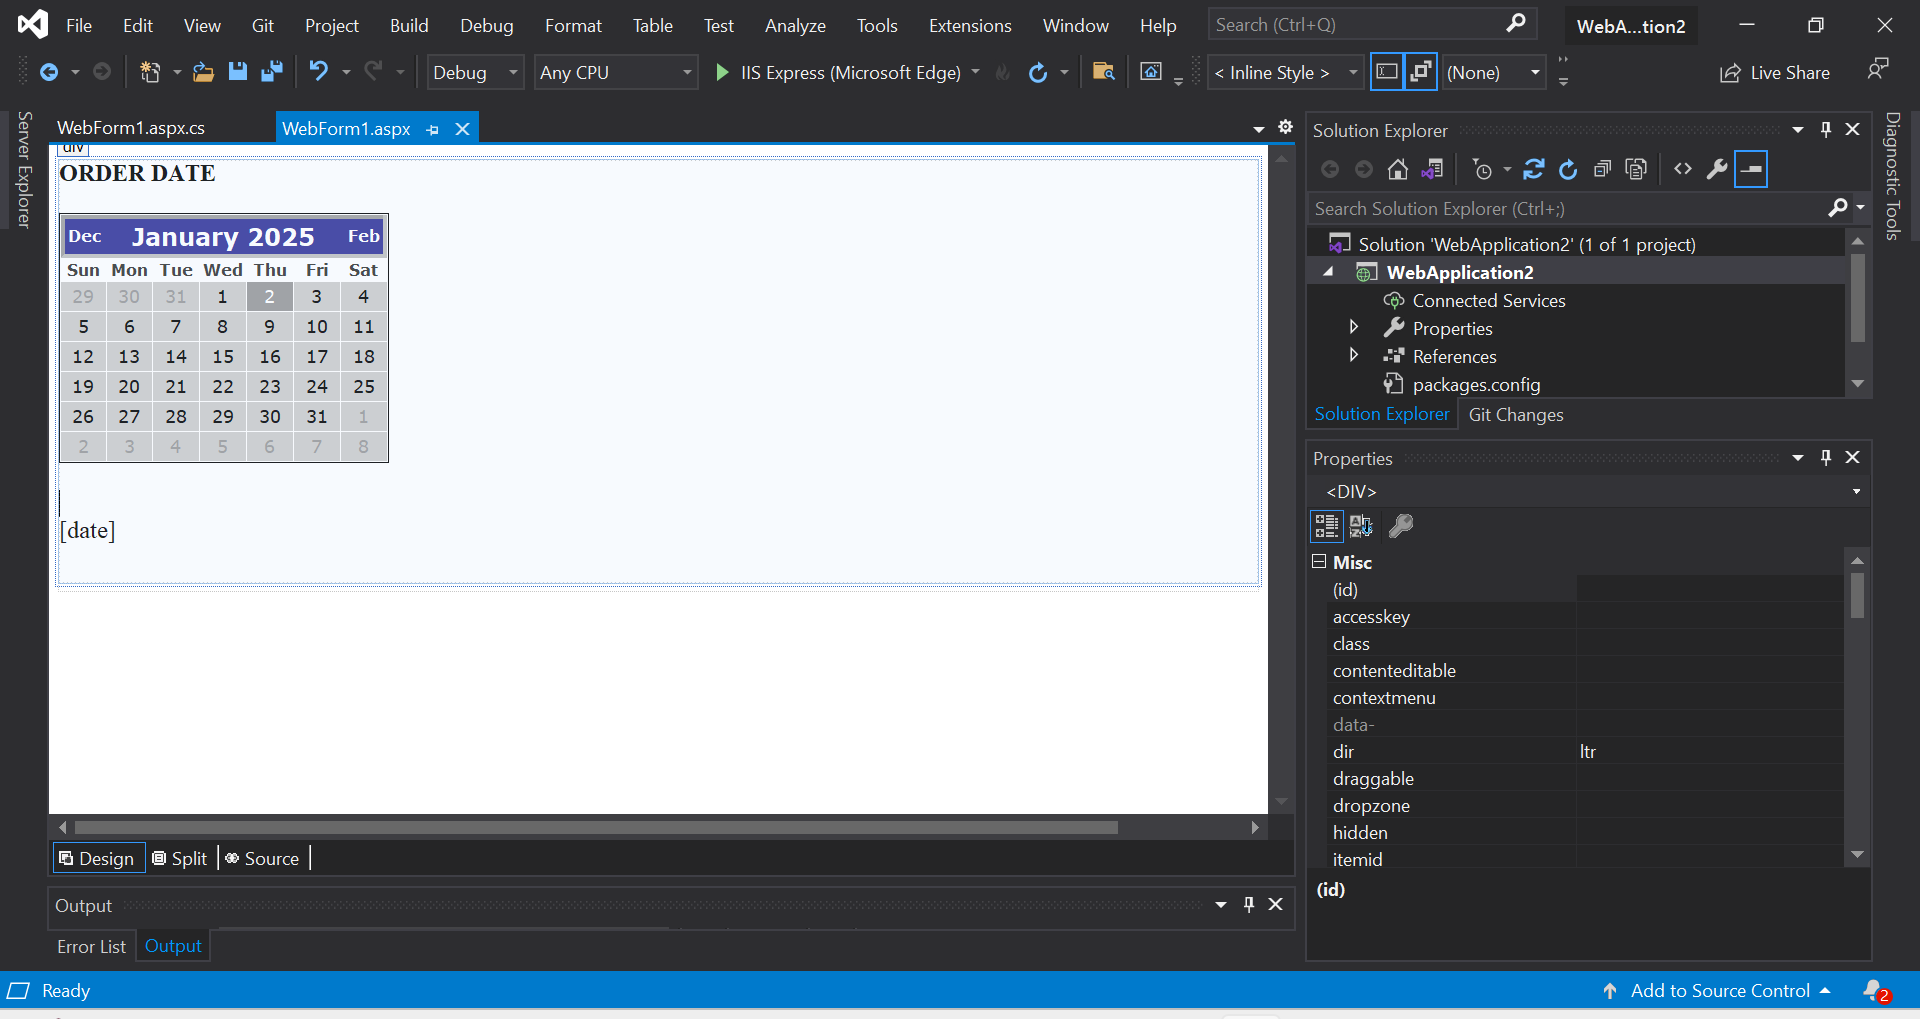 File Edit View Git Project Build Debug Format Table Test Analyze Tools Extensions Window Help Search (Ctrl+Q) WebA...tion2
Debug Any CPU IIS Express (Microsoft Edge) < Inline Style > (None) Live Share
Server Explorer
WebForm1.aspx.cs WebForm1.aspx
div
ORDER DATE
Dec January 2025 Feb
Sun Mon Tue Wed Thu Fri Sat
29 30 31 1 2 3 4
5 6 7 8 9 10 11
12 13 14 15 16 17 18
19 20 21 22 23 24 25
26 27 28 29 30 31 1
2 3 4 5 6 7 8
[date]
Design Split Source
Output
Error List Output
Solution Explorer
Search Solution Explorer (Ctrl+;)
Solution 'WebApplication2' (1 of 1 project)
WebApplication2
Connected Services
Properties
References
packages.config
Solution Explorer Git Changes
Properties
<DIV>
Misc
(id)
accesskey
class
contenteditable
contextmenu
data-
dir ltr
draggable
dropzone
hidden
itemid
(id)
Diagnostic Tools
Ready Add to Source Control 2